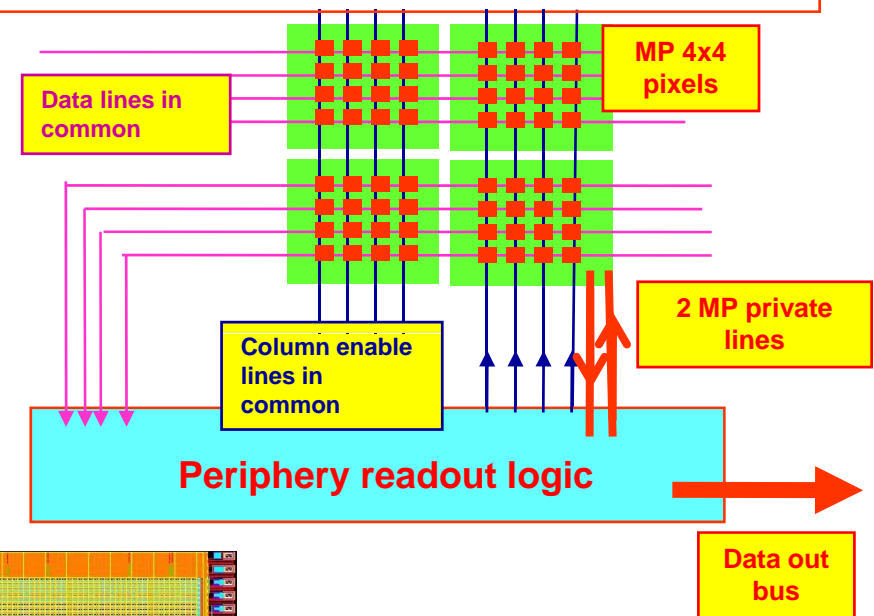 MP 4x4
pixels
Data lines in
common
2 MP private
lines
Column enable
lines in
common
Periphery readout logic
Data out
bus